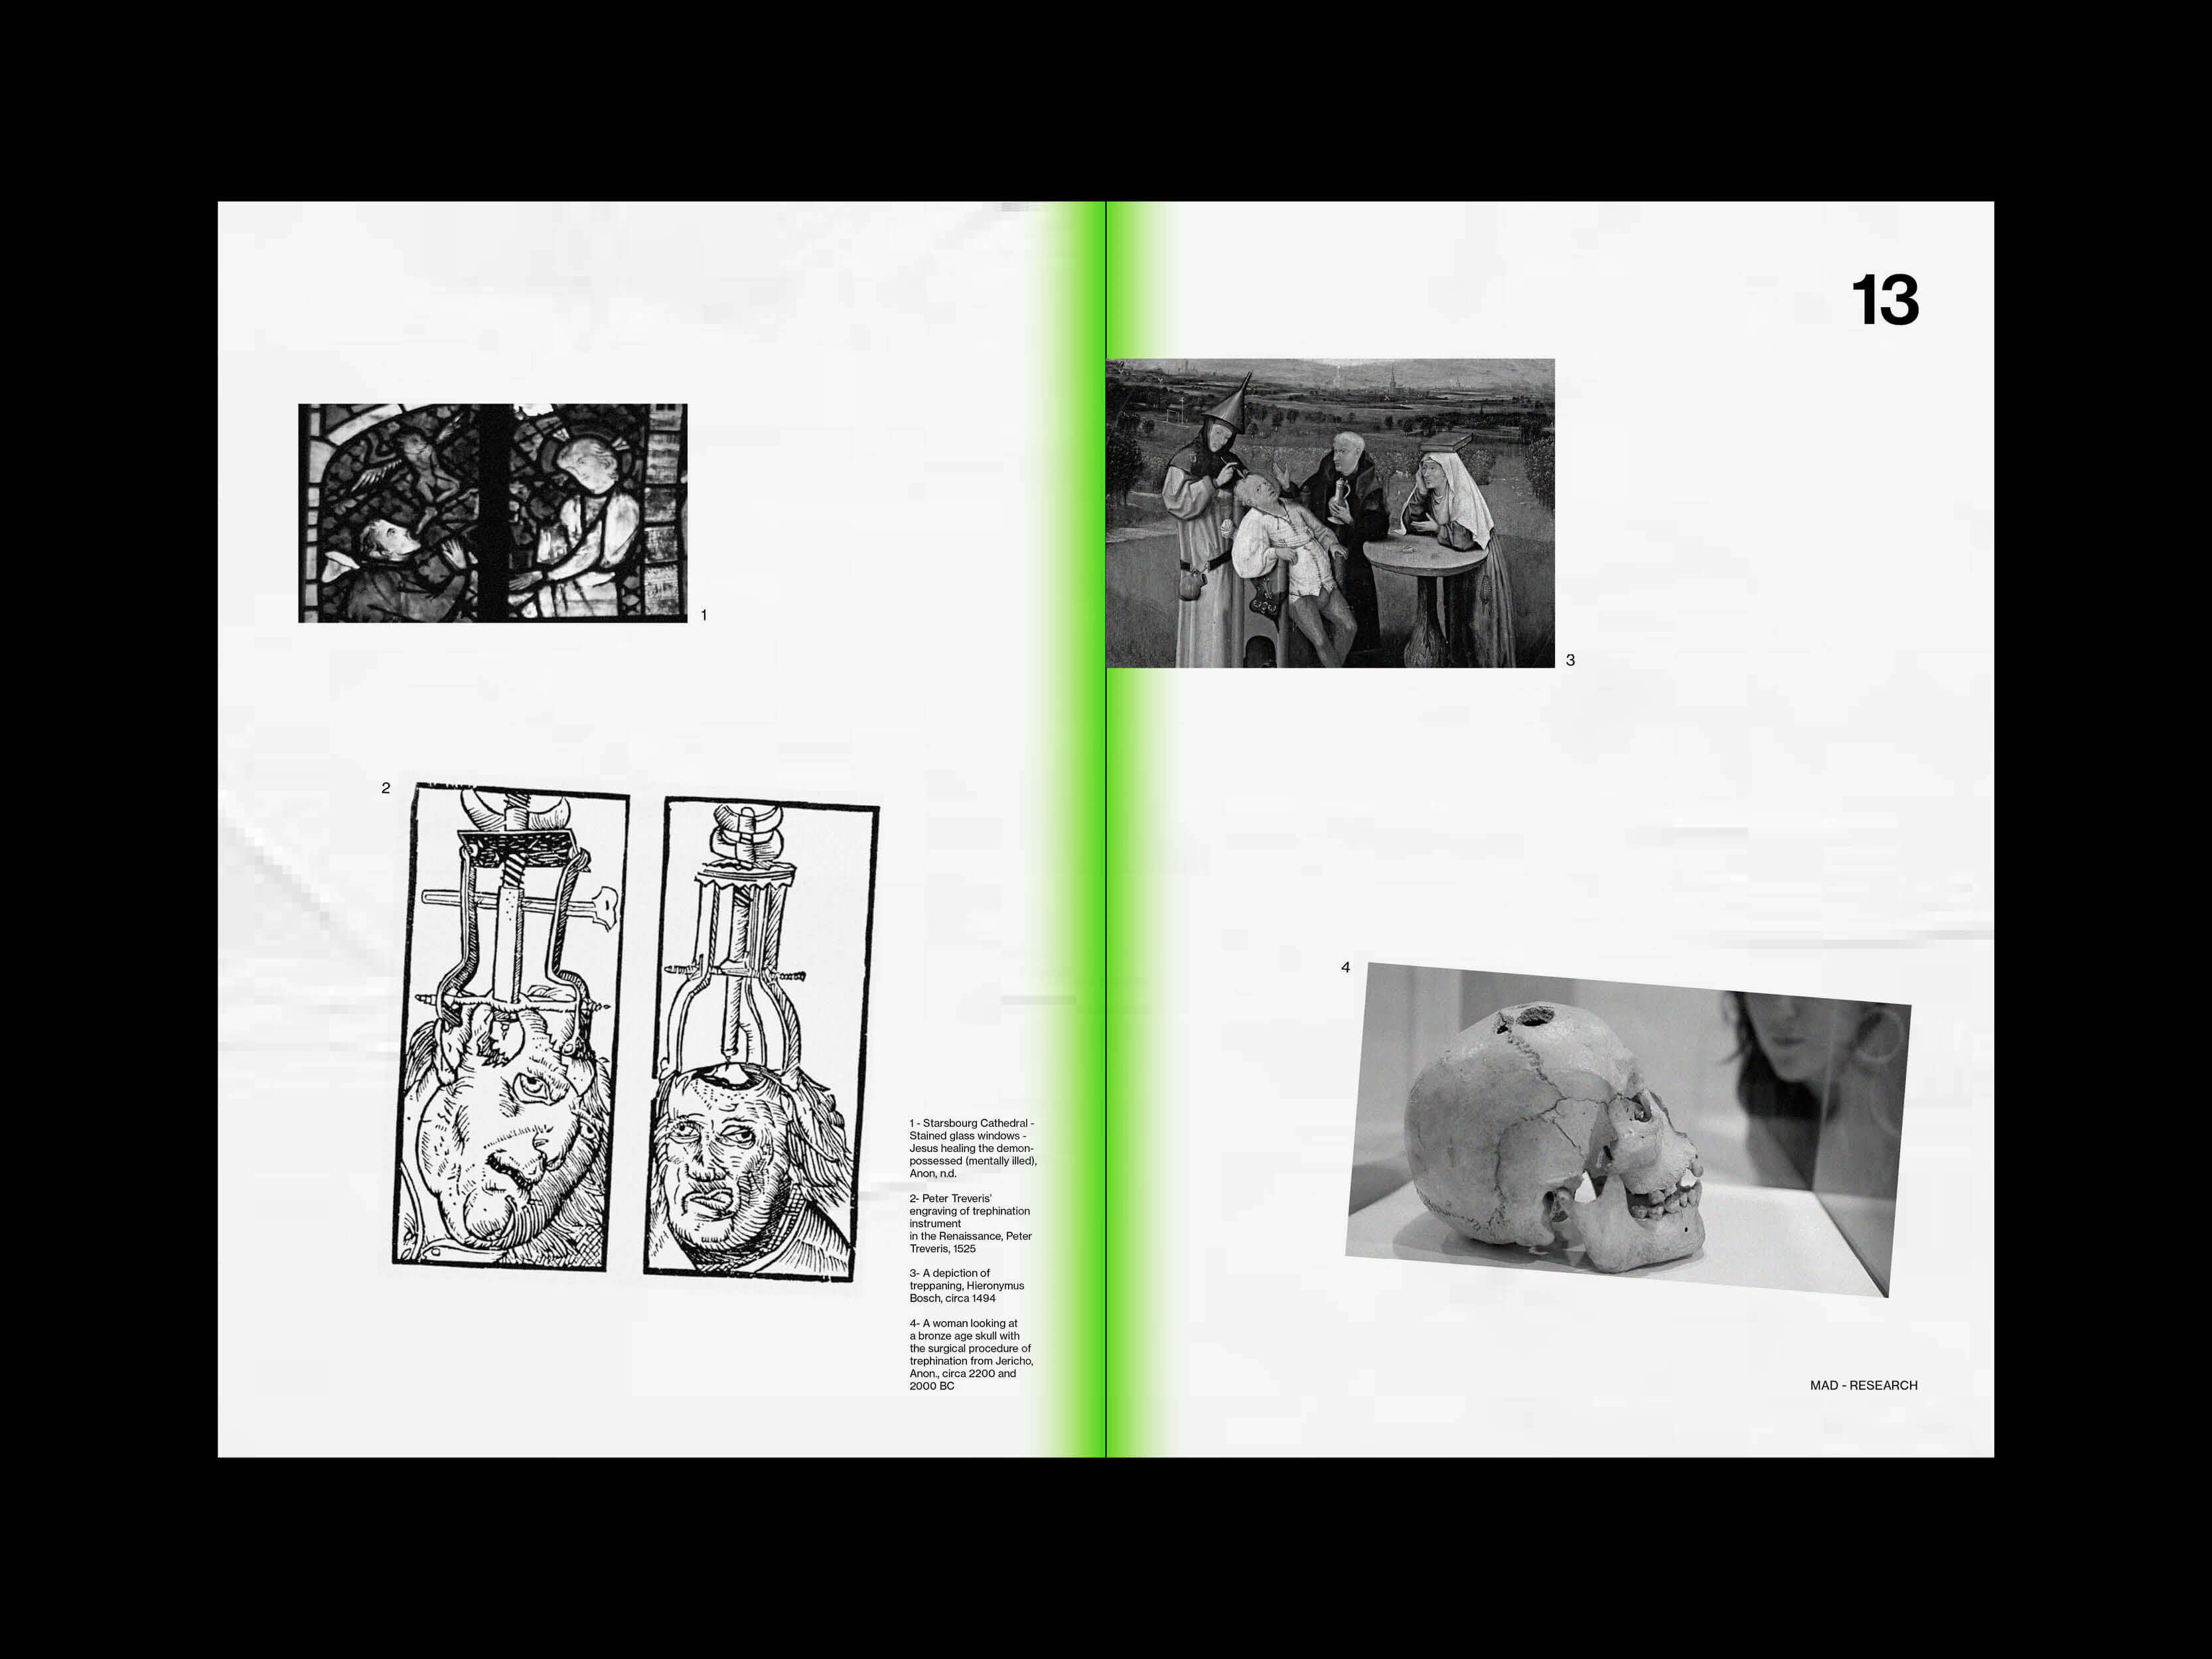 1
2
1 - Starsbourg Cathedral -
Stained glass windows -
Jesus healing the demon-
possessed (mentally illed),
Anon, n.d.
2- Peter Treveris'
engraving of trephination
instrument
in the Renaissance, Peter
Treveris, 1525
3- A depiction of
treppaning, Hieronymus
Bosch, circa 1494
4- A woman looking at
a bronze age skull with
the surgical procedure of
trephination from Jericho,
Anon., circa 2200 and
2000 BC
13
3
4
MAD - RESEARCH